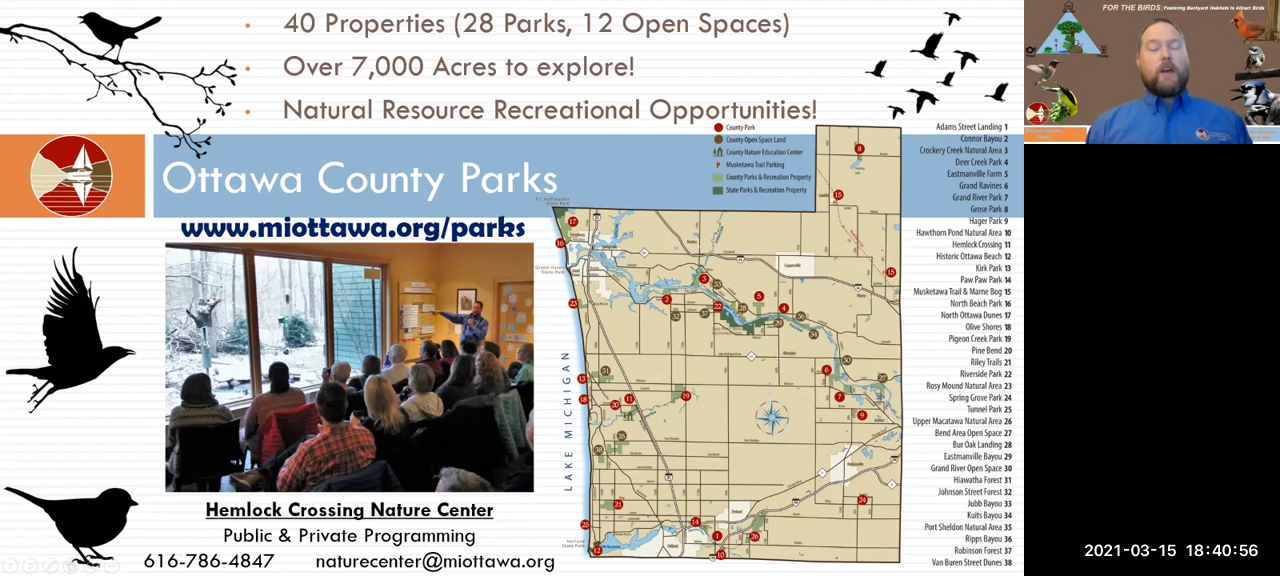 40 Properties (28 Parks, 12 Open Spaces)
Over 7,000 Acres to explore!
Natural Resource Recreational Opportunities!
FOR THE BIRDS: Fostering Backyard Habitats to Attract Birds
Ottawa County Parks
www.miottawa.org/parks
County Park
County Open Space Land
County Nature Education Center
P Musketawa Trail Parking
County Parks & Recreation Property
State Parks & Recreation Property
LAKE MICHIGAN
Adams Street Landing 1
Connor Bayou 2
Crockery Creek Natural Area 3
Deer Creek Park 4
Eastmanville Farm 5
Grand Ravines 6
Grand River Park 7
Grose Park 8
Hager Park 9
Hawthorn Pond Natural Area 10
Hemlock Crossing 11
Historic Ottawa Beach 12
Kirk Park 13
Paw Paw Park 14
Musketawa Trail & Marne Bog 15
North Beach Park 16
North Ottawa Dunes 17
Olive Shores 18
Pigeon Creek Park 19
Pine Bend 20
Riley Trails 21
Riverside Park 22
Rosy Mound Natural Area 23
Spring Grove Park 24
Tunnel Park 25
Upper Macatawa Natural Area 26
Bend Area Open Space 27
Bur Oak Landing 28
Eastmanville Bayou 29
Grand River Open Space 30
Hiawatha Forest 31
Johnson Street Forest 32
Jubb Bayou 33
Kuits Bayou 34
Port Sheldon Natural Area 35
Ripps Bayou 36
Robinson Forest 37
Van Buren Street Dunes 38
Hemlock Crossing Nature Center
Public & Private Programming
616-786-4847 naturecenter@miottawa.org
2021-03-15 18:40:56